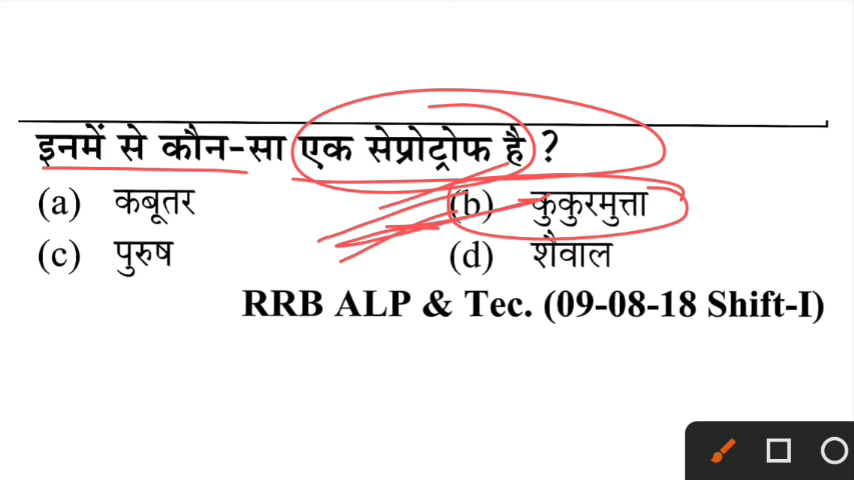 इनमें से कौन-सा एक सेप्रोट्रोफ है ?
(a) कबूतर (b) कुकुरमुत्ता
(c) पुरुष (d) शैवाल
RRB ALP & Tec. (09-08-18 Shift-I)